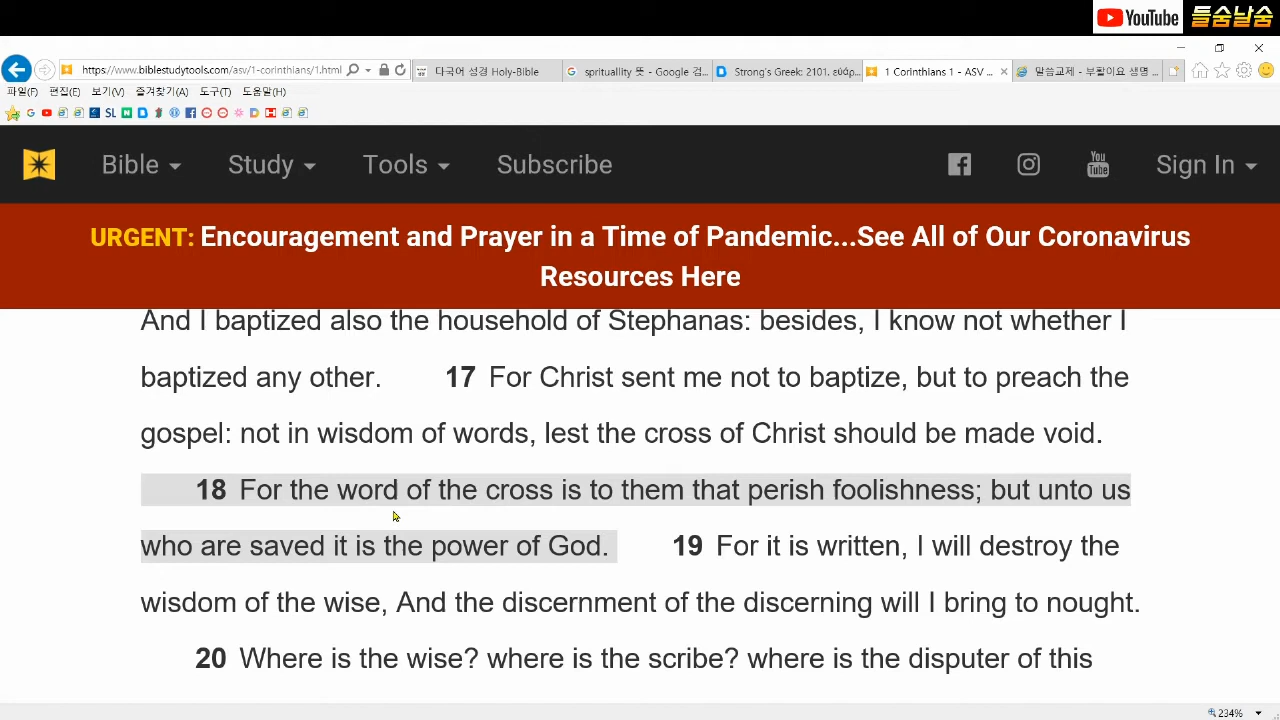 YouTube 들숨날숨
https://www.biblestudytools.com/asv/1-corinthians/1.html
다국어 성경 Holy-Bible
sprituallity 뜻 - Google 검...
Strong's Greek: 2101. εὐάρ...
1 Corinthians 1 - ASV ...
말씀교제 - 부활이요 생명 ...
파일(F) 편집(E) 보기(V) 즐겨찾기(A) 도구(T) 도움말(H)
Bible Study Tools Subscribe You Tube Sign In
URGENT: Encouragement and Prayer in a Time of Pandemic...See All of Our Coronavirus
Resources Here
And I baptized also the household of Stephanas: besides, I know not whether I
baptized any other. 17 For Christ sent me not to baptize, but to preach the
gospel: not in wisdom of words, lest the cross of Christ should be made void.
18 For the word of the cross is to them that perish foolishness; but unto us
who are saved it is the power of God. 19 For it is written, I will destroy the
wisdom of the wise, And the discernment of the discerning will I bring to nought.
20 Where is the wise? where is the scribe? where is the disputer of this
234%